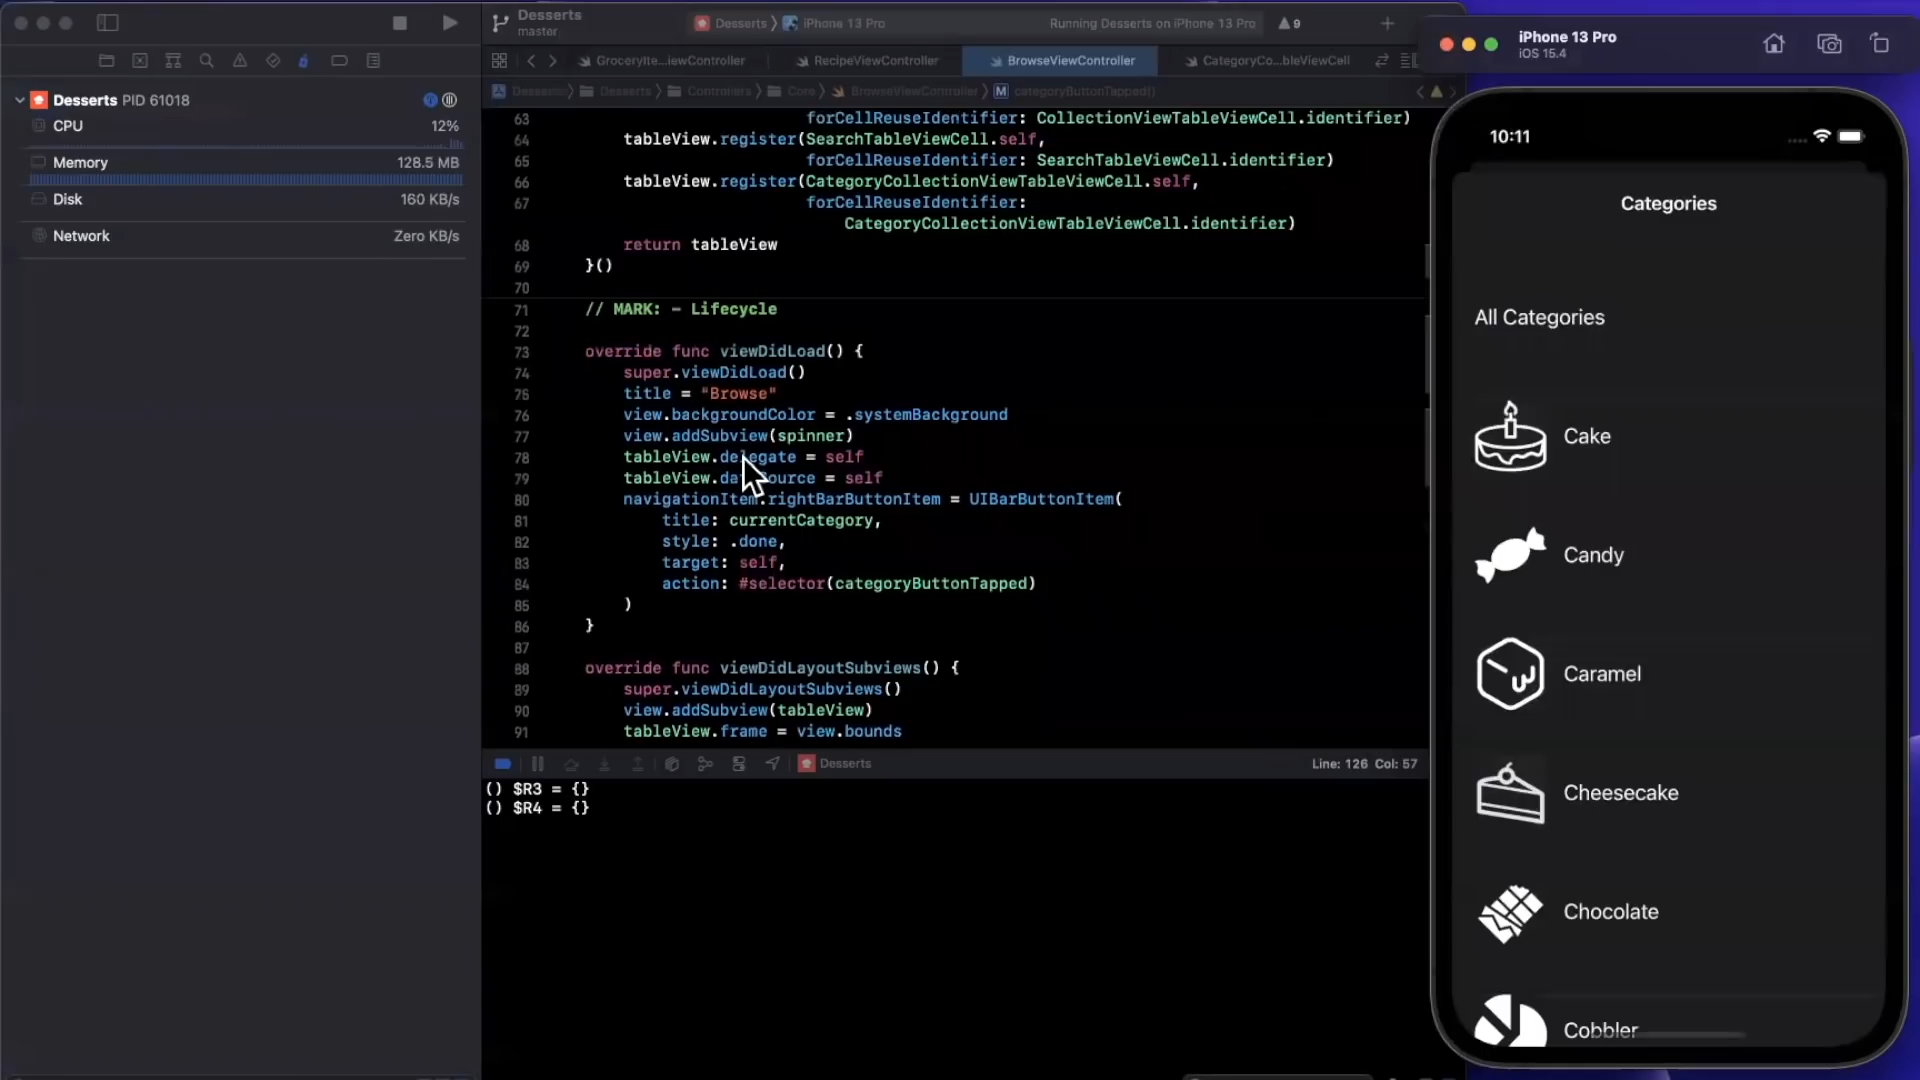 Desserts
master
Desserts
iPhone 13 Pro
Running Desserts on iPhone 13 Pro
9
GroceryIte...iewController
RecipeViewController
BrowseViewController
CategoryCo...bleViewCell
Desserts
Desserts
Controllers
Core
BrowseViewController
M categoryButtonTapped()
Desserts PID 61018
CPU 12%
Memory 128.5 MB
Disk 160 KB/s
Network Zero KB/s
63 forCellReuseIdentifier: CollectionViewTableViewCell.identifier)
64 tableView.register(SearchTableViewCell.self,
65 forCellReuseIdentifier: SearchTableViewCell.identifier)
66 tableView.register(CategoryCollectionViewTableViewCell.self,
67 forCellReuseIdentifier:
CategoryCollectionViewTableViewCell.identifier)
68 return tableView
69 }()
70
71 // MARK: - Lifecycle
72
73 override func viewDidLoad() {
74 super.viewDidLoad()
75 title = "Browse"
76 view.backgroundColor = .systemBackground
77 view.addSubview(spinner)
78 tableView.delegate = self
79 tableView.dataSource = self
80 navigationItem.rightBarButtonItem = UIBarButtonItem(
81 title: currentCategory,
82 style: .done,
83 target: self,
84 action: #selector(categoryButtonTapped)
85 )
86 }
87
88 override func viewDidLayoutSubviews() {
89 super.viewDidLayoutSubviews()
90 view.addSubview(tableView)
91 tableView.frame = view.bounds
Desserts
Line: 126 Col: 57
() $R3 = {}
() $R4 = {}
iPhone 13 Pro
iOS 15.4
10:11
Categories
All Categories
Cake
Candy
Caramel
Cheesecake
Chocolate
Cobbler